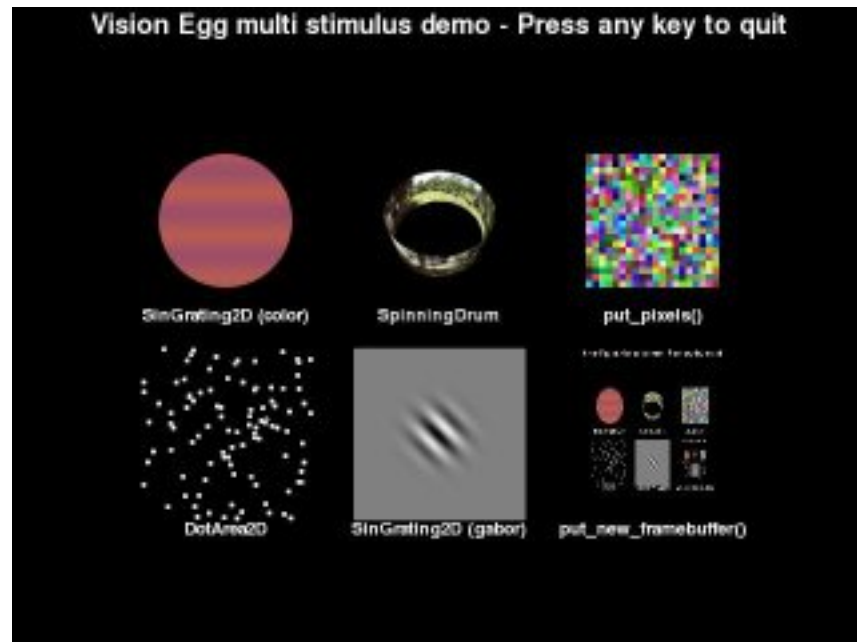 Vision Egg multi stimulus demo - Press any key to quit
SinGrating2D (color)
SpinningDrum
put_pixels()
DotArea2D
SinGrating2D (gabor)
put_new_framebuffer()